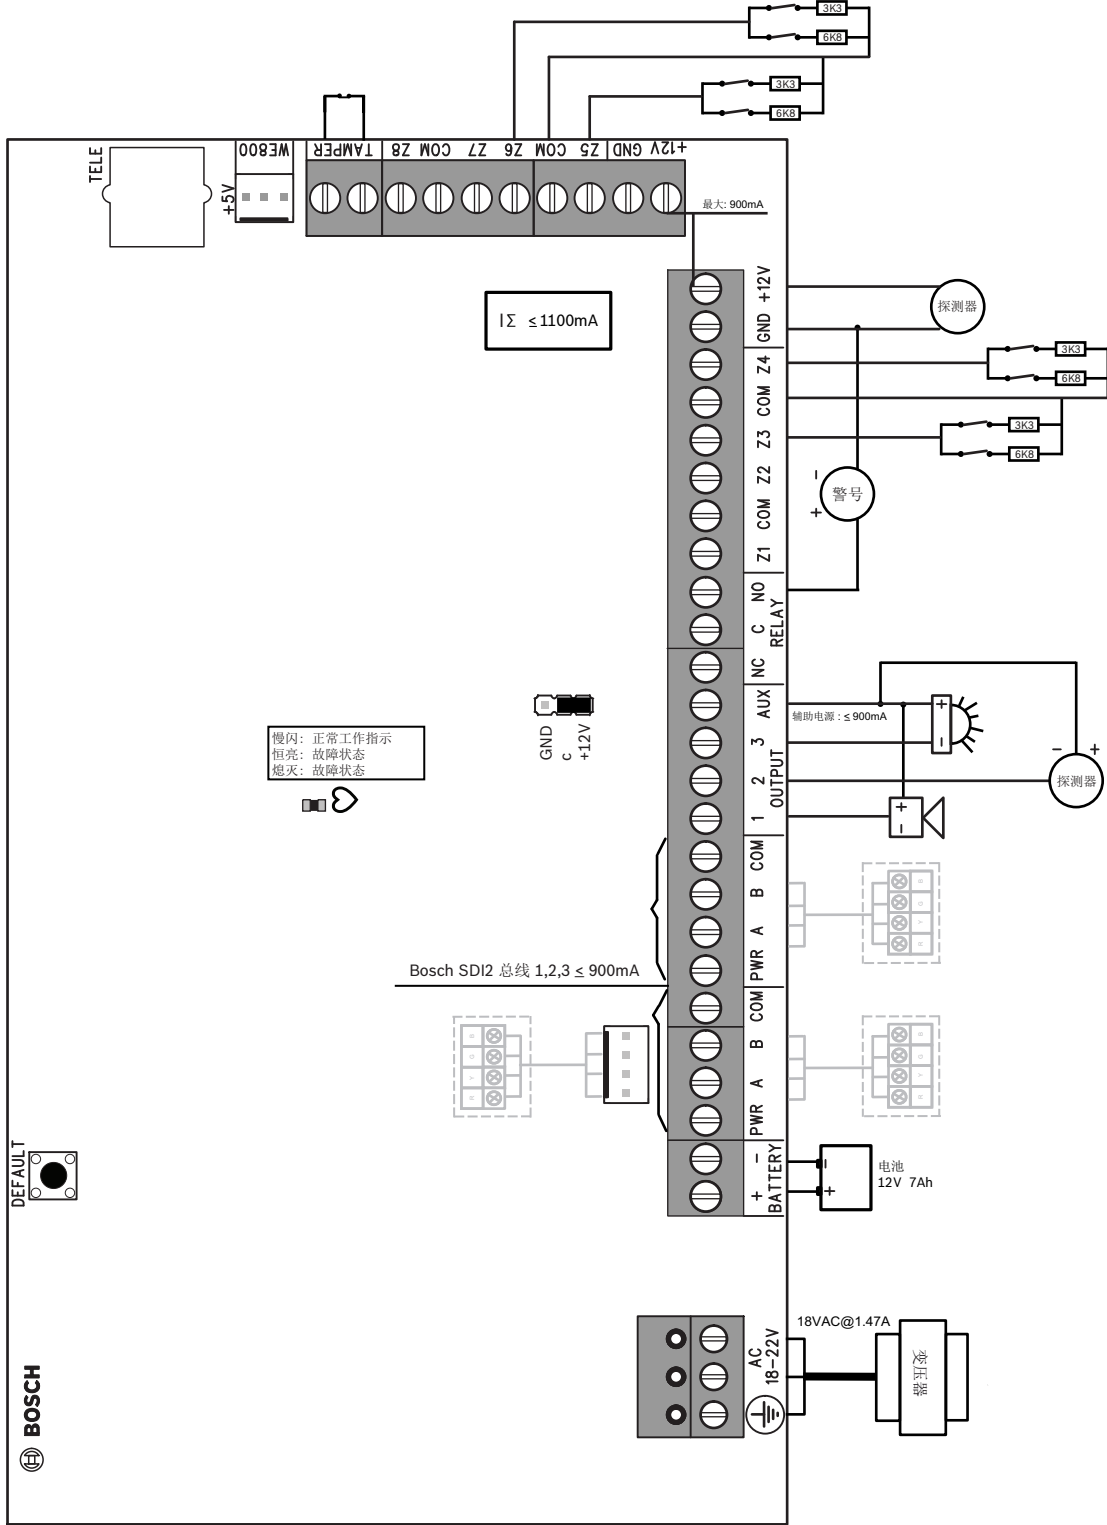 3K3
6K8
3K3
6K8
TELE
+5V
WE800
TAMPER
Z8
COM
Z7
Z6
COM
Z5
GND
+12V
最大: 900mA
IΣ ≤1100mA
+12V
GND
Z4
COM
Z3
Z2
COM
Z1
NO
C
RELAY
NC
AUX
3
2
OUTPUT
1
COM
B
A
PWR
COM
B
A
PWR
-
+
BATTERY
AC
18-22V
探测器
3K3
6K8
3K3
6K8
-
警号
+
辅助电源 : ≤ 900mA
+
-
-
+
探测器
+
-
GND
c
+12V
慢闪: 正常工作指示
恒亮: 故障状态
熄灭: 故障状态
Bosch SDI2 总线 1,2,3 ≤ 900mA
B
G
Y
R
B
G
Y
R
B
G
Y
R
-
+
电池
12V 7Ah
18VAC@1.47A
变压器
DEFAULT
BOSCH